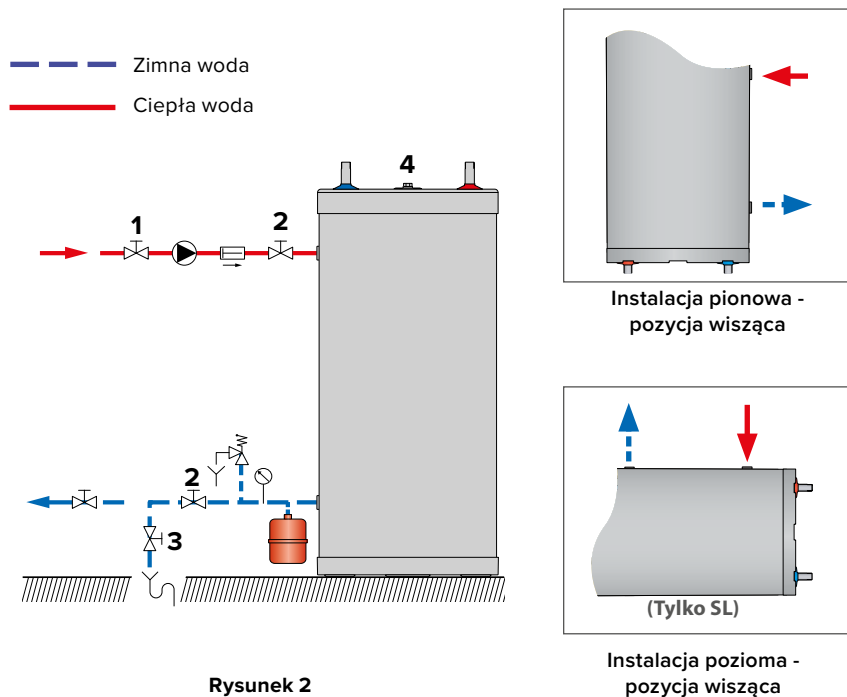 Zimna woda
Ciepła woda
4
1
2
2
3
Rysunek 2
Instalacja pionowa -
pozycja wisząca
(Tylko SL)
Instalacja pozioma -
pozycja wisząca